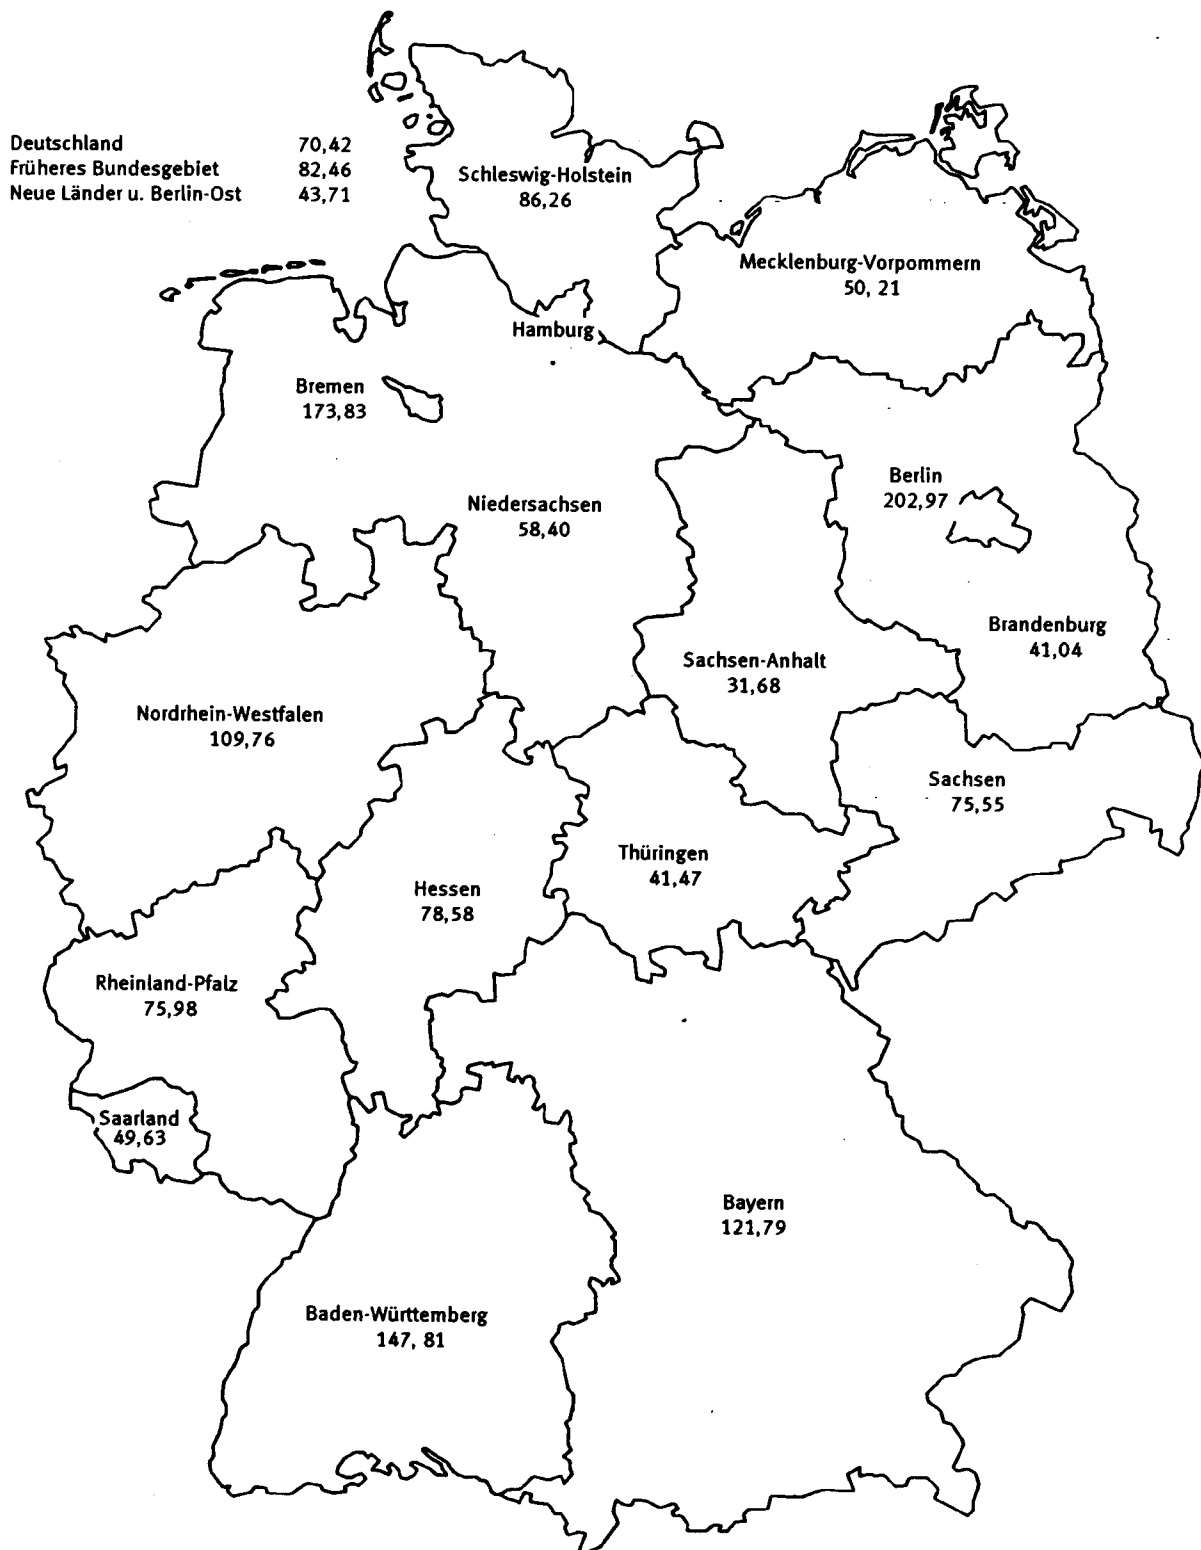 Deutschland 70,42
Früheres Bundesgebiet 82,46
Neue Länder u. Berlin-Ost 43,71
Schleswig-Holstein
86,26
Mecklenburg-Vorpommern
50, 21
Hamburg
Bremen
173,83
Berlin
202,97
Niedersachsen
58,40
Brandenburg
41,04
Sachsen-Anhalt
31,68
Nordrhein-Westfalen
109,76
Sachsen
75,55
Thüringen
41,47
Hessen
78,58
Rheinland-Pfalz
75,98
Saarland
49,63
Bayern
121,79
Baden-Württemberg
147, 81